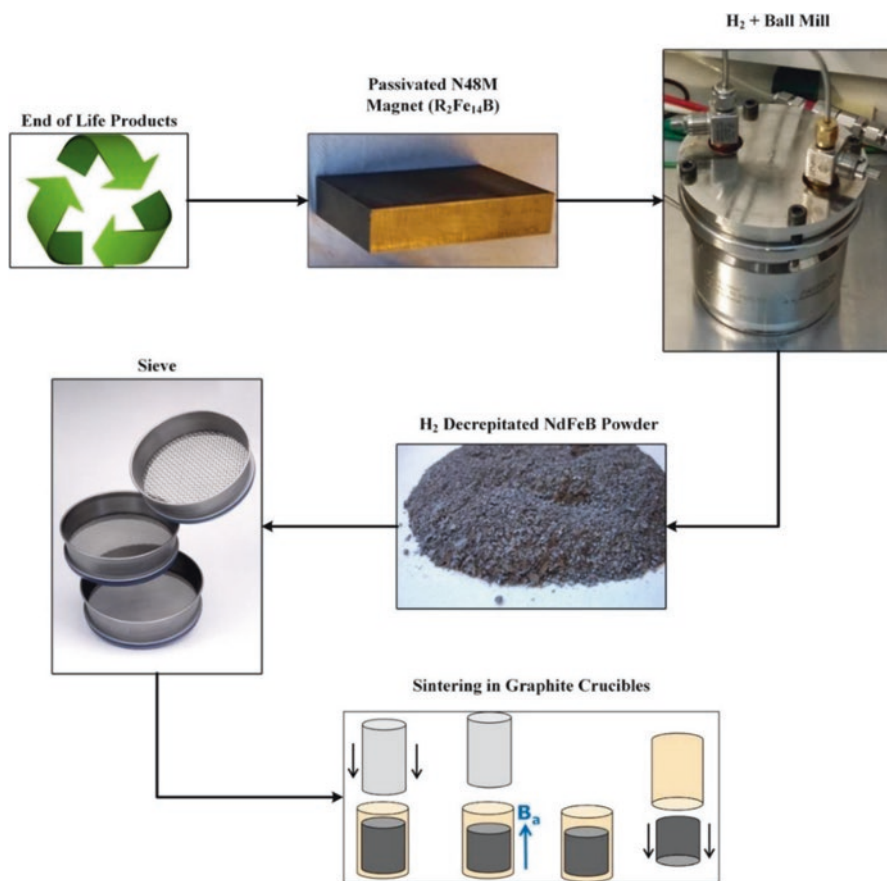 H₂ + Ball Mill
Passivated N48M
Magnet (R₂Fe₁₄B)
End of Life Products
Sieve
H₂ Decrepitated NdFeB Powder
Sintering in Graphite Crucibles
Bₐ